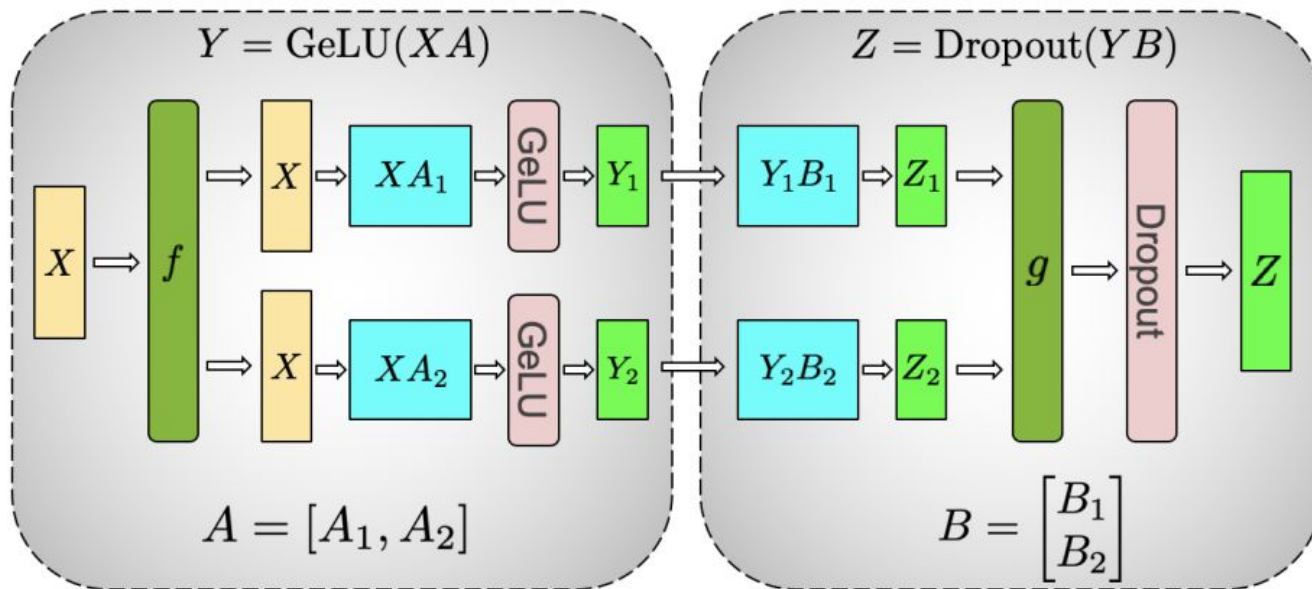 Y = GeLU(XA)
X
f
X
XA₁
GeLU
Y₁
X
XA₂
GeLU
Y₂
A = [A₁, A₂]
Z = Dropout(YB)
Y₁B₁
Z₁
Y₂B₂
Z₂
g
Dropout
Z
B = [B₁
B₂]